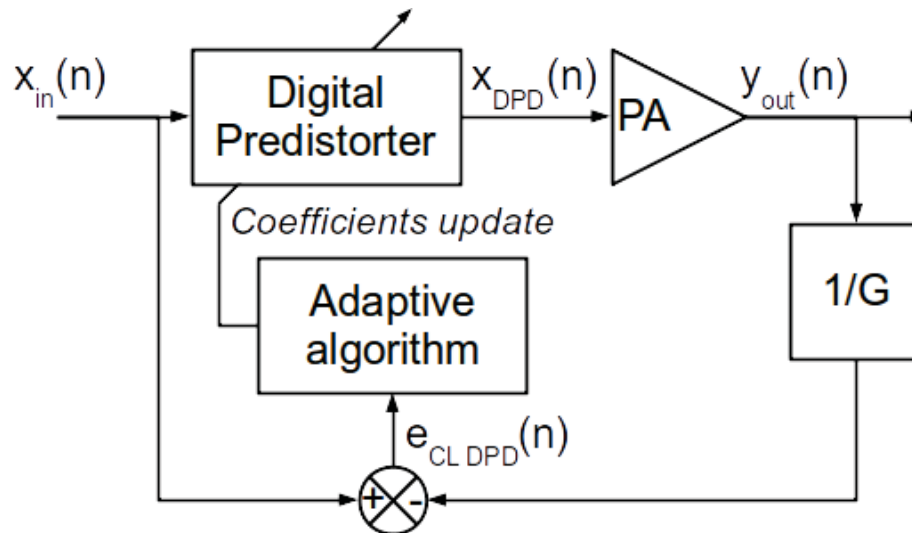 x_in(n)
Digital
Predistorter
x_DPD(n)
PA
y_out(n)
Coefficients update
Adaptive
algorithm
1/G
e_CL DPD(n)
+
-